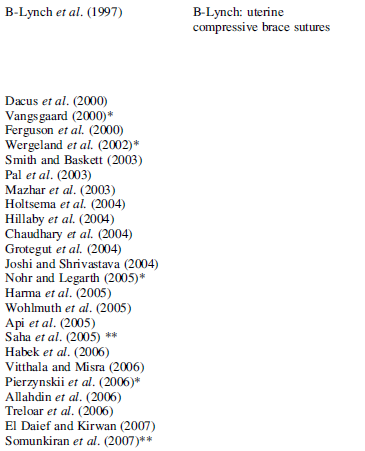 B-Lynch et al. (1997)
B-Lynch: uterine
compressive brace sutures
Dacus et al. (2000)
Vangsgaard (2000)*
Ferguson et al. (2000)
Wergeland et al. (2002)*
Smith and Baskett (2003)
Pal et al. (2003)
Mazhar et al. (2003)
Holtsema et al. (2004)
Hillaby et al. (2004)
Chaudhary et al. (2004)
Grotegut et al. (2004)
Joshi and Shrivastava (2004)
Nohr and Legarth (2005)*
Harma et al. (2005)
Wohlmuth et al. (2005)
Api et al. (2005)
Saha et al. (2005) **
Habek et al. (2006)
Vitthala and Misra (2006)
Pierzynskii et al. (2006)*
Allahdin et al. (2006)
Treloar et al. (2006)
El Daief and Kirwan (2007)
Somunkiran et al. (2007)**